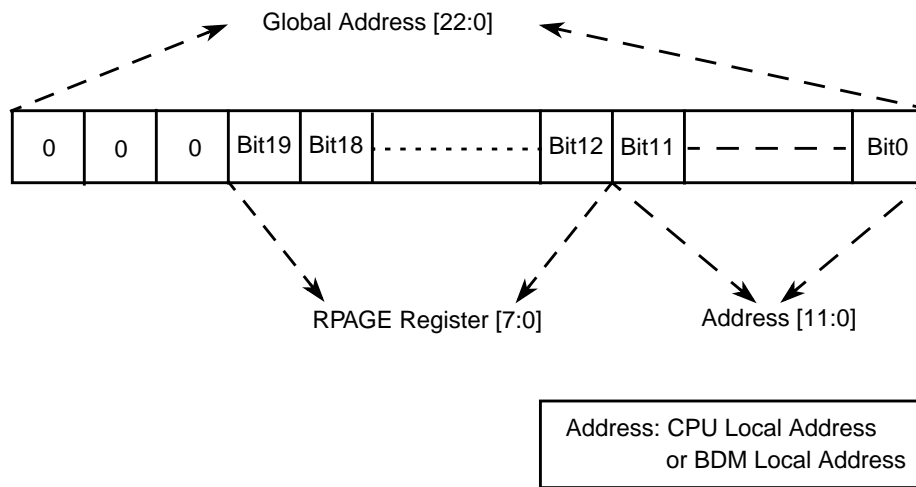 Global Address [22:0]
0 0 0 Bit19 Bit18 Bit12 Bit11 Bit0
RPAGE Register [7:0] Address [11:0]
Address: CPU Local Address
or BDM Local Address